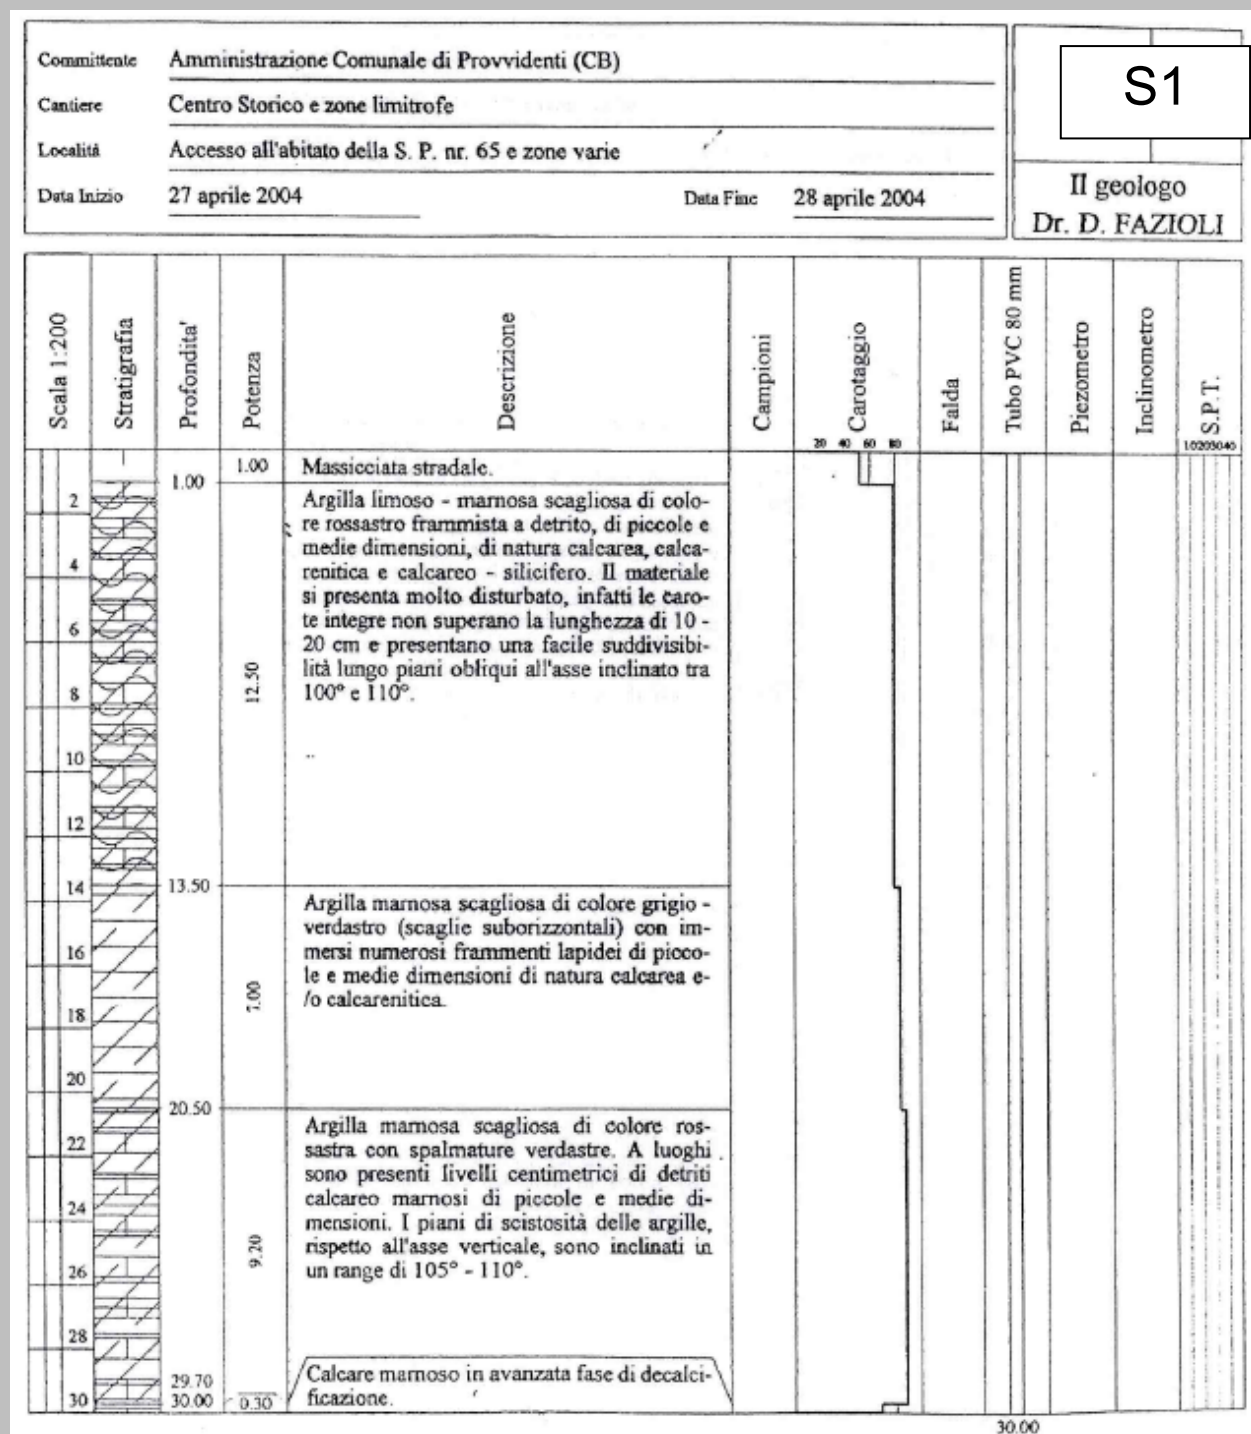 Committente Amministrazione Comunale di Provvidenti (CB)
Cantiere Centro Storico e zone limitrofe
Località Accesso all'abitato della S. P. nr. 65 e zone varie
Data Inizio 27 aprile 2004 Data Fine 28 aprile 2004
S1
Il geologo
Dr. D. FAZIOLI
Scala 1:200
Stratigrafia
Profondita'
Potenza
Descrizione
Campioni
Carotaggio
20 40 60 80
Falda
Tubo PVC 80 mm
Piezometro
Inclinometro
S.P.T.
10203040
1.00
1.00
Massicciata stradale.
Argilla limoso - marnosa scagliosa di colo-
re rossastro frammista a detrito, di piccole e
medie dimensioni, di natura calcarea, calca-
renitica e calcareo - silicifero. Il materiale
si presenta molto disturbato, infatti le caro-
te integre non superano la lunghezza di 10 -
20 cm e presentano una facile suddivisibi-
lità lungo piani obliqui all'asse inclinato tra
100° e 110°.
12.50
13.50
Argilla marnosa scagliosa di colore grigio -
verdastro (scaglie suborizzontali) con im-
mersi numerosi frammenti lapidei di picco-
le e medie dimensioni di natura calcarea e-
/o calcarenitica.
7.00
20.50
Argilla marnosa scagliosa di colore ros-
sastra con spalmature verdastre. A luoghi
sono presenti livelli centimetrici di detriti
calcareo marnosi di piccole e medie di-
mensioni. I piani di scistosità delle argille,
rispetto all'asse verticale, sono inclinati in
un range di 105° - 110°.
9.20
29.70
30.00
0.30
Calcare marnoso in avanzata fase di decalci-
ficazione.
2
4
6
8
10
12
14
16
18
20
22
24
26
28
30
30.00